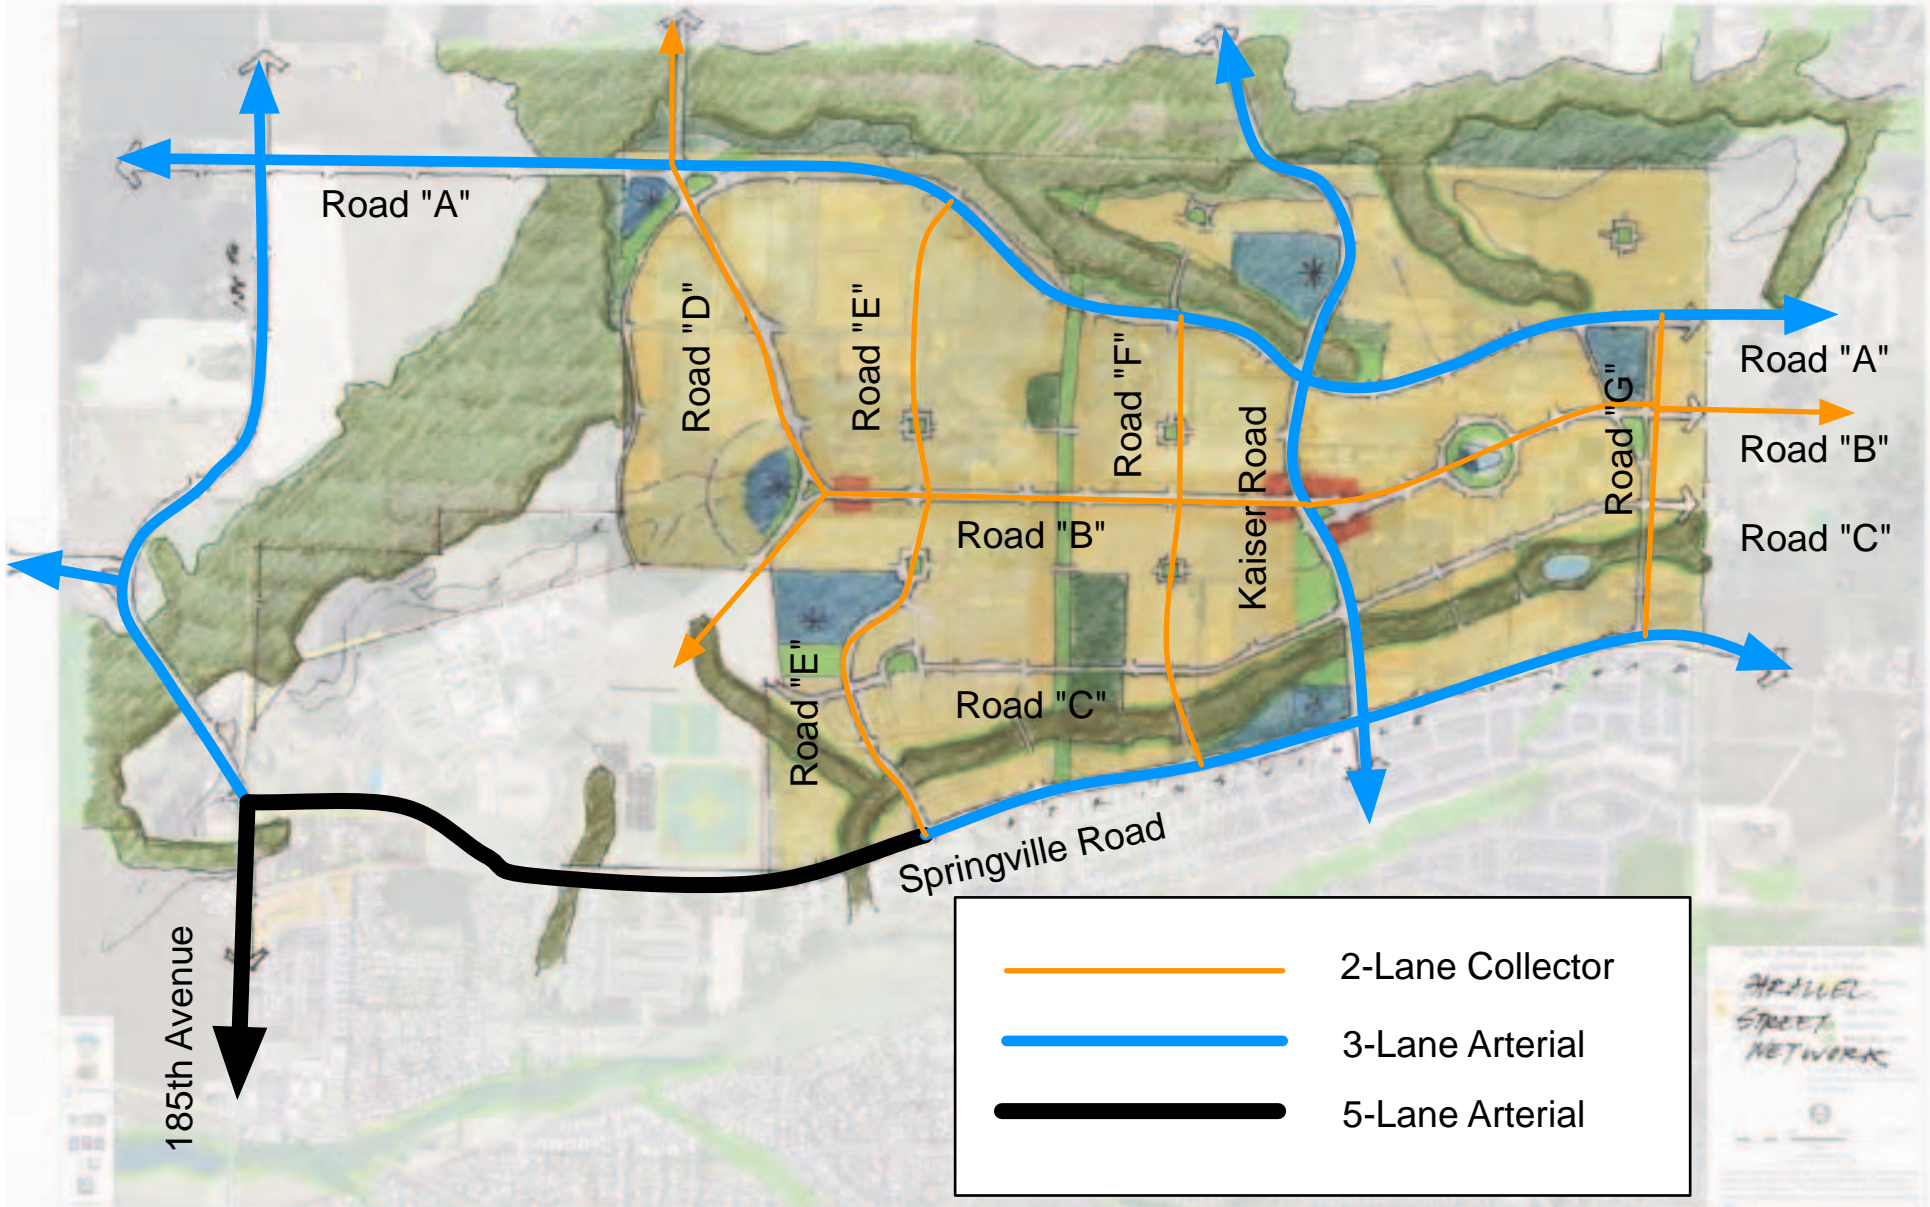 Road "A"
Road "D"
Road "E"
Road "F"
Kaiser Road
Road "G"
Road "A"
Road "B"
Road "C"
Road "B"
Road "E"
Road "C"
Springville Road
185th Avenue
2-Lane Collector
3-Lane Arterial
5-Lane Arterial
PARALLEL
STREET
NETWORK